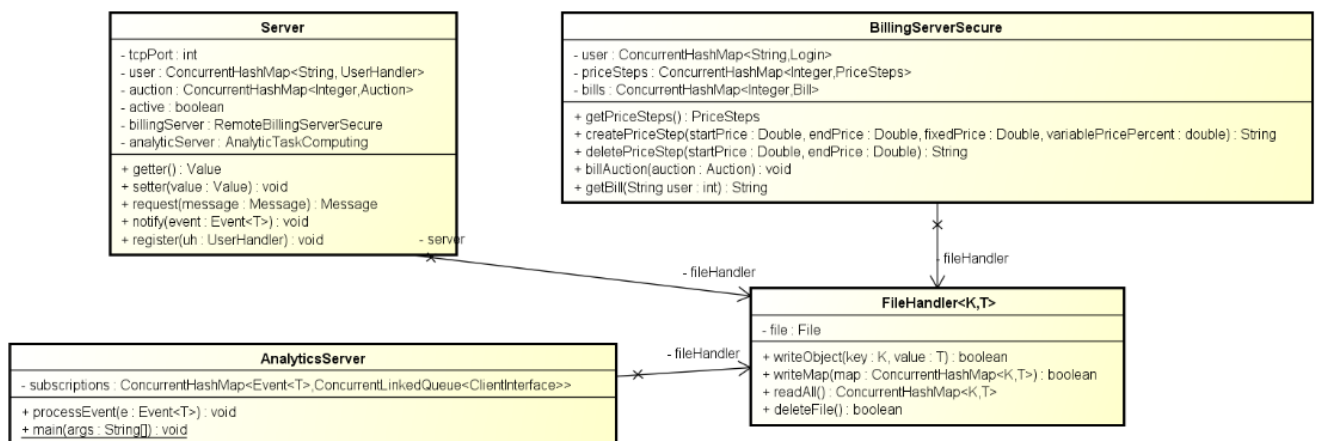 Server
- tcpPort : int
- user : ConcurrentHashMap<String, UserHandler>
- auction : ConcurrentHashMap<Integer,Auction>
- active : boolean
- billingServer : RemoteBillingServerSecure
- analyticServer : AnalyticTaskComputing
+ getter() : Value
+ setter(value : Value) : void
+ request(message : Message) : Message
+ notify(event : Event<T>) : void
+ register(uh : UserHandler) : void
BillingServerSecure
- user : ConcurrentHashMap<String,Login>
- priceSteps : ConcurrentHashMap<Integer,PriceSteps>
- bills : ConcurrentHashMap<Integer,Bill>
+ getPriceSteps() : PriceSteps
+ createPriceStep(startPrice : Double, endPrice : Double, fixedPrice : Double, variablePricePercent : double) : String
+ deletePriceStep(startPrice : Double, endPrice : Double) : String
+ billAuction(auction : Auction) : void
+ getBill(String user : int) : String
- server
- fileHandler
- fileHandler
FileHandler<K,T>
- file : File
+ writeObject(key : K, value : T) : boolean
+ writeMap(map : ConcurrentHashMap<K,T>) : boolean
+ readAll() : ConcurrentHashMap<K,T>
+ deleteFile() : boolean
AnalyticsServer
- subscriptions : ConcurrentHashMap<Event<T>,ConcurrentLinkedQueue<ClientInterface>>
+ processEvent(e : Event<T>) : void
+ main(args : String[]) : void
- fileHandler